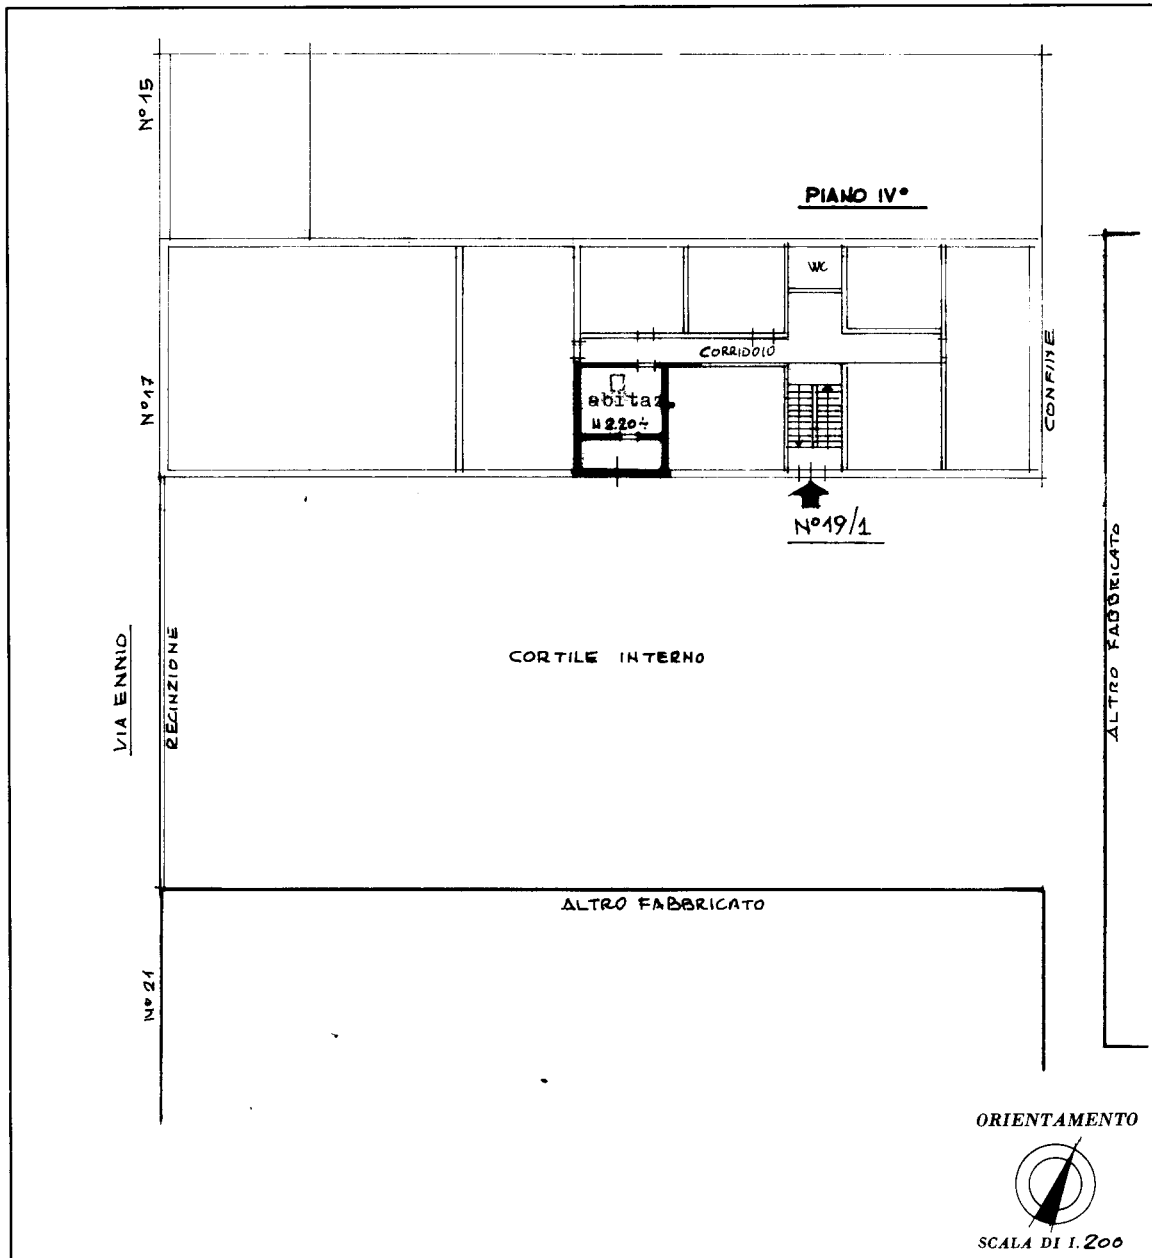 N° 15
PIANO IV°
WC
CORRIDOIO
CONFINE
N° 17
abitaz.
H 2.20÷
N° 19/1
ALTRO FABBRICATO
VIA ENNIO
RECINZIONE
CORTILE INTERNO
ALTRO FABBRICATO
N° 21
ORIENTAMENTO
SCALA DI 1.200